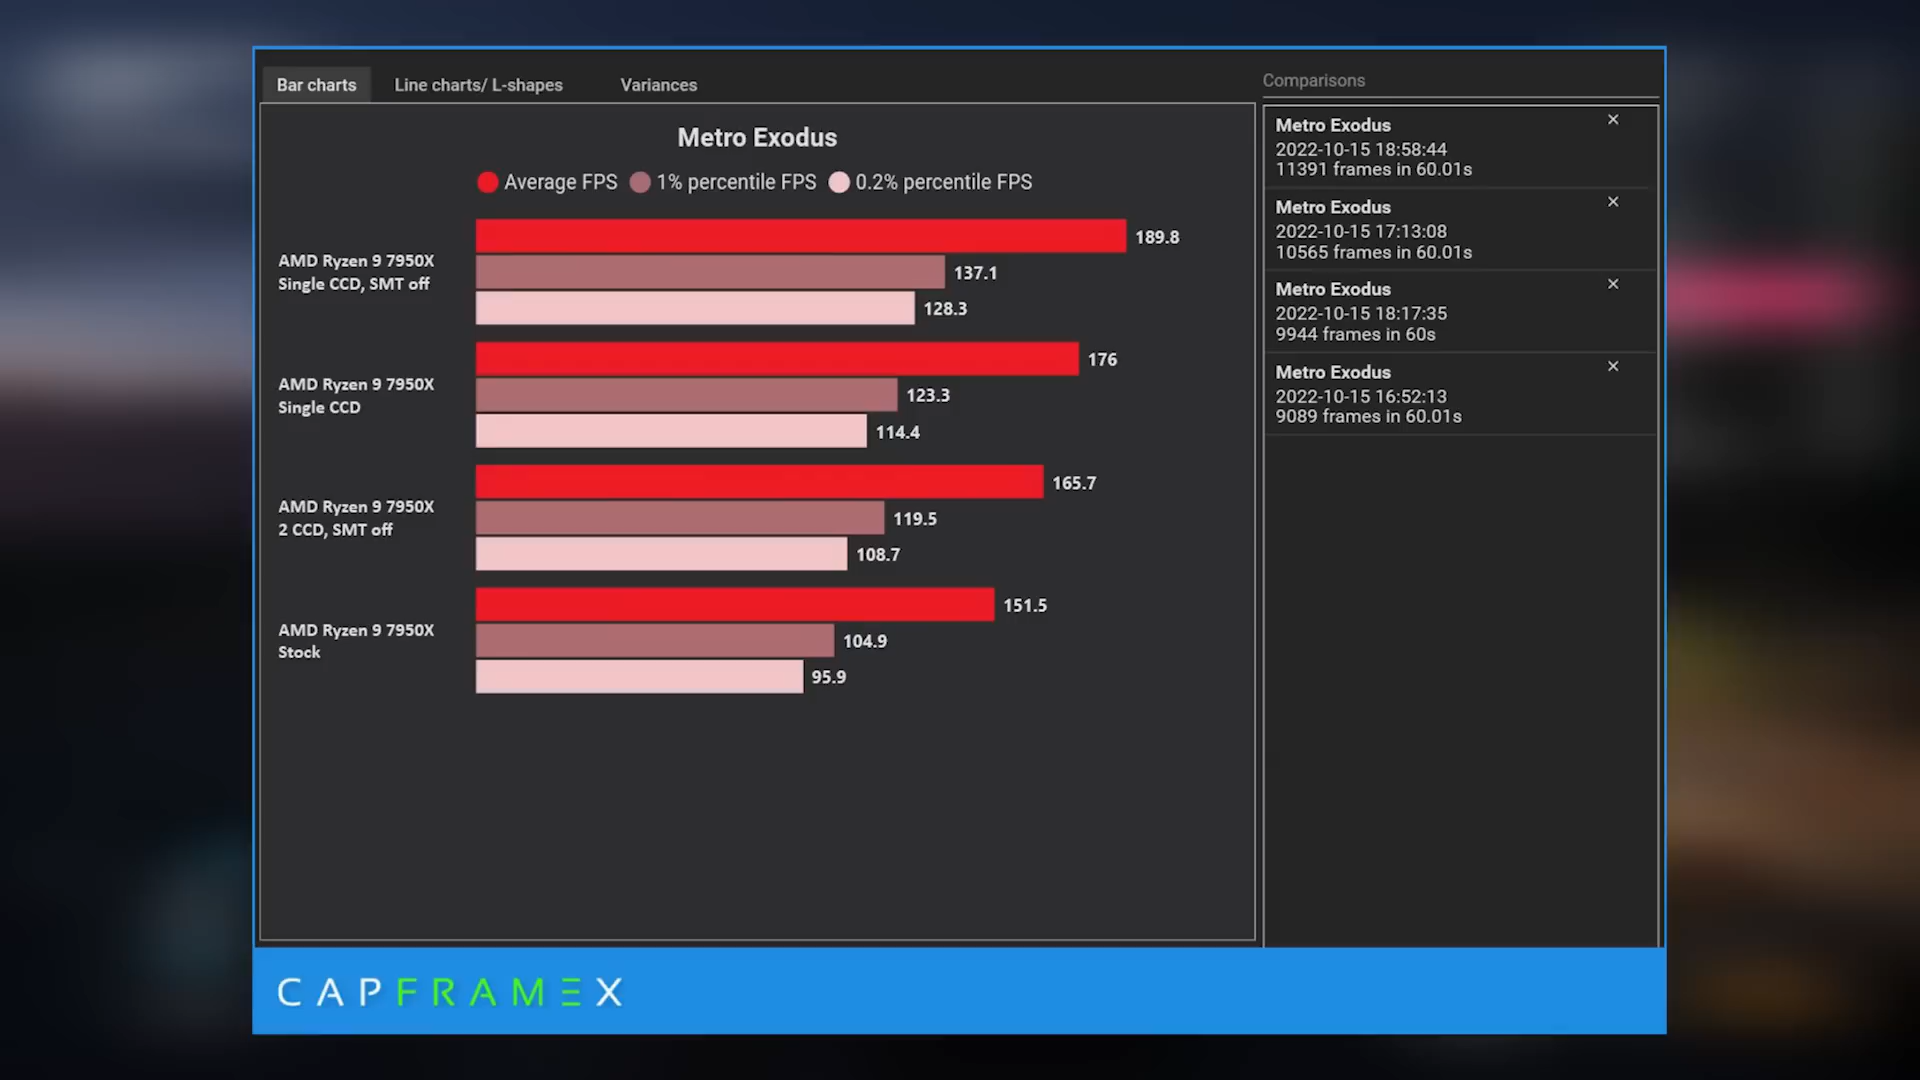 Bar charts
Line charts/ L-shapes
Variances
Metro Exodus
Average FPS
1% percentile FPS
0.2% percentile FPS
AMD Ryzen 9 7950X
Single CCD, SMT off
189.8
137.1
128.3
AMD Ryzen 9 7950X
Single CCD
176
123.3
114.4
AMD Ryzen 9 7950X
2 CCD, SMT off
165.7
119.5
108.7
AMD Ryzen 9 7950X
Stock
151.5
104.9
95.9
Comparisons
Metro Exodus
2022-10-15 18:58:44
11391 frames in 60.01s
Metro Exodus
2022-10-15 17:13:08
10565 frames in 60.01s
Metro Exodus
2022-10-15 18:17:35
9944 frames in 60s
Metro Exodus
2022-10-15 16:52:13
9089 frames in 60.01s
CAPFRAMEX